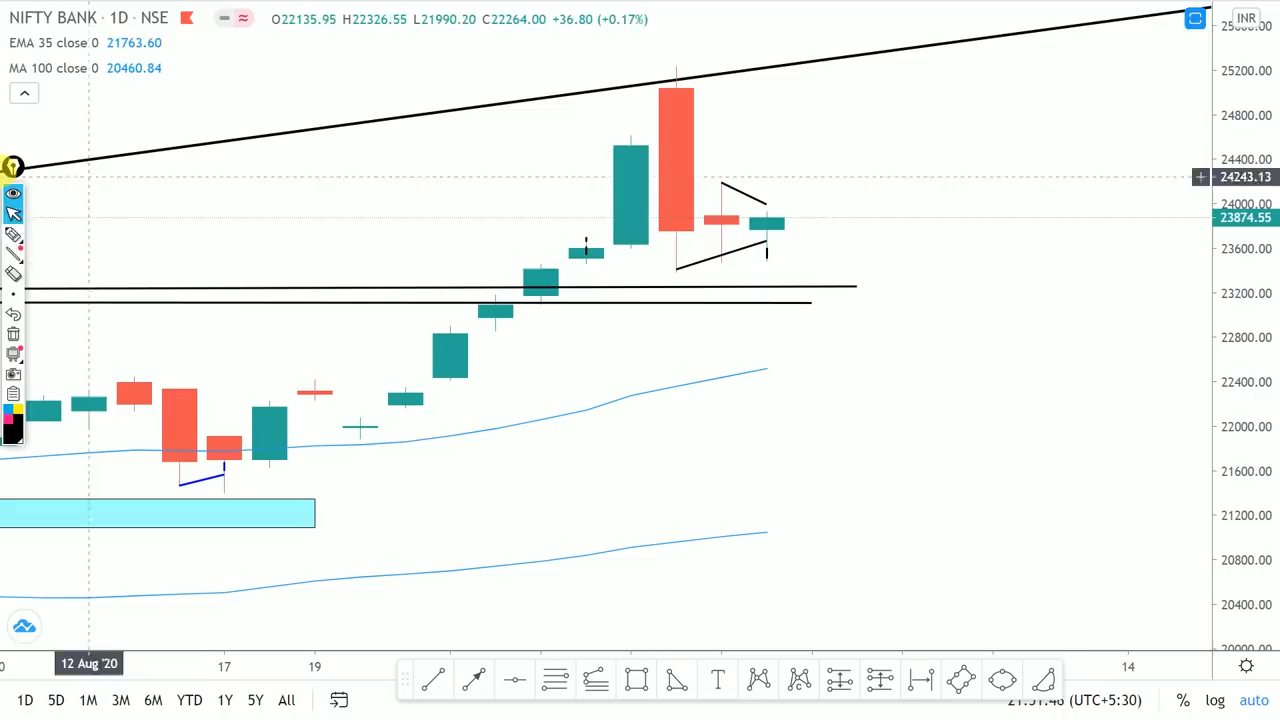 NIFTY BANK · 1D · NSE O22135.95 H22326.55 L21990.20 C22264.00 +36.80 (+0.17%)
INR
EMA 35 close 0 21763.60
MA 100 close 0 20460.84
25200.00
24800.00
24400.00
24243.13
24000.00
23874.55
23600.00
23200.00
22800.00
22400.00
22000.00
21600.00
21200.00
20800.00
20400.00
12 Aug '20 17 19 14
T
1D 5D 1M 3M 6M YTD 1Y 5Y All (UTC+5:30) % log auto